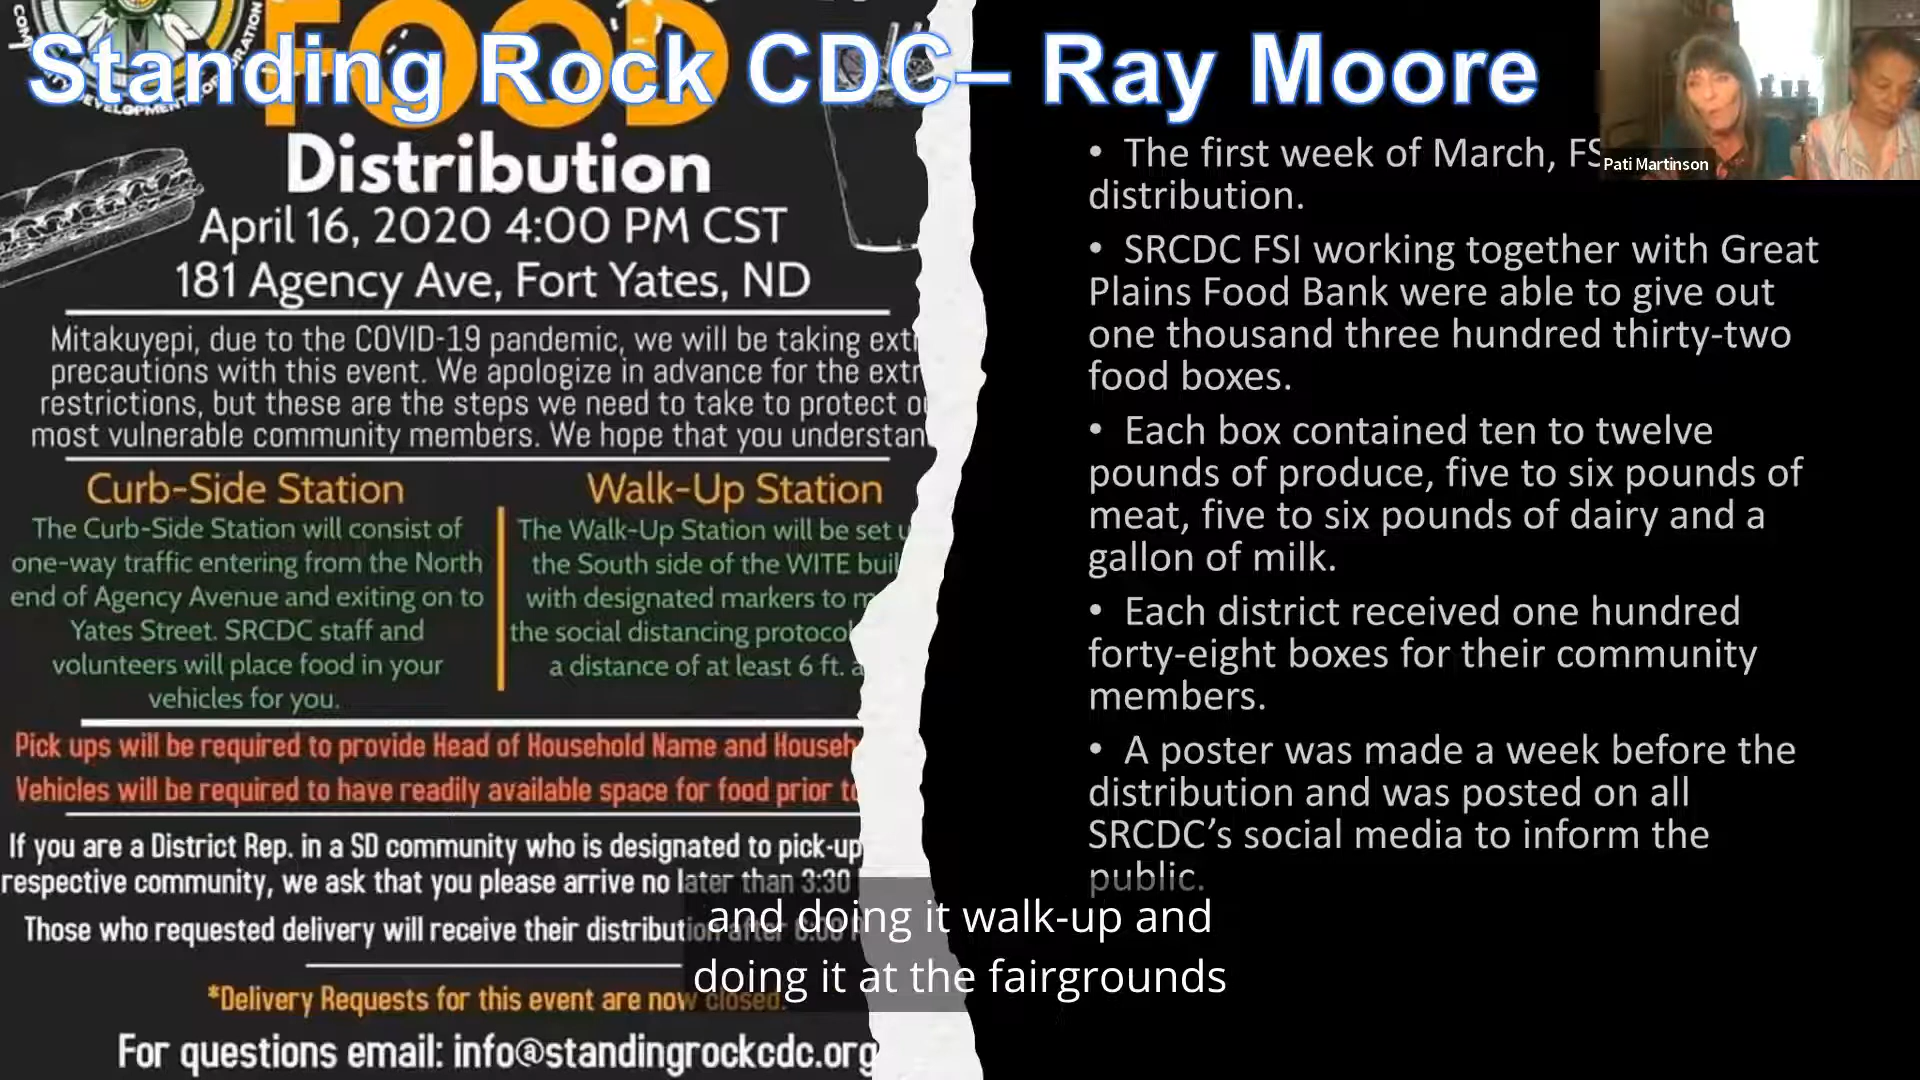 FOOD
Standing Rock CDC– Ray Moore
Distribution
April 16, 2020 4:00 PM CST
181 Agency Ave, Fort Yates, ND
Mitakuyepi, due to the COVID-19 pandemic, we will be taking
precautions with this event. We apologize in advance for the
restrictions, but these are the steps we need to take to protect
most vulnerable community members. We hope that you
Curb-Side Station
The Curb-Side Station will consist of
one-way traffic entering from the North
end of Agency Avenue and exiting on to
Yates Street. SRCDC staff and
volunteers will place food in your
vehicles for you.
Walk-Up Station
The Walk-Up Station will be set
the South side of the WITE
with designated markers to
the social distancing
a distance of at least 6 ft.
Pick ups will be required to provide Head of Household Name and
Vehicles will be required to have readily available space for food prior
If you are a District Rep. in a SD community who is designated to pick-up
respective community, we ask that you please arrive no later than 3:30
Those who requested delivery will receive their
*Delivery Requests for this event are now closed.
For questions email: info@standingrockcdc.org
• The first week of March,
distribution.
• SRCDC FSI working together with Great
Plains Food Bank were able to give out
one thousand three hundred thirty-two
food boxes.
• Each box contained ten to twelve
pounds of produce, five to six pounds of
meat, five to six pounds of dairy and a
gallon of milk.
• Each district received one hundred
forty-eight boxes for their community
members.
• A poster was made a week before the
distribution and was posted on all
SRCDC’s social media to inform the
public.
Pati Martinson
and doing it walk-up and
doing it at the fairgrounds